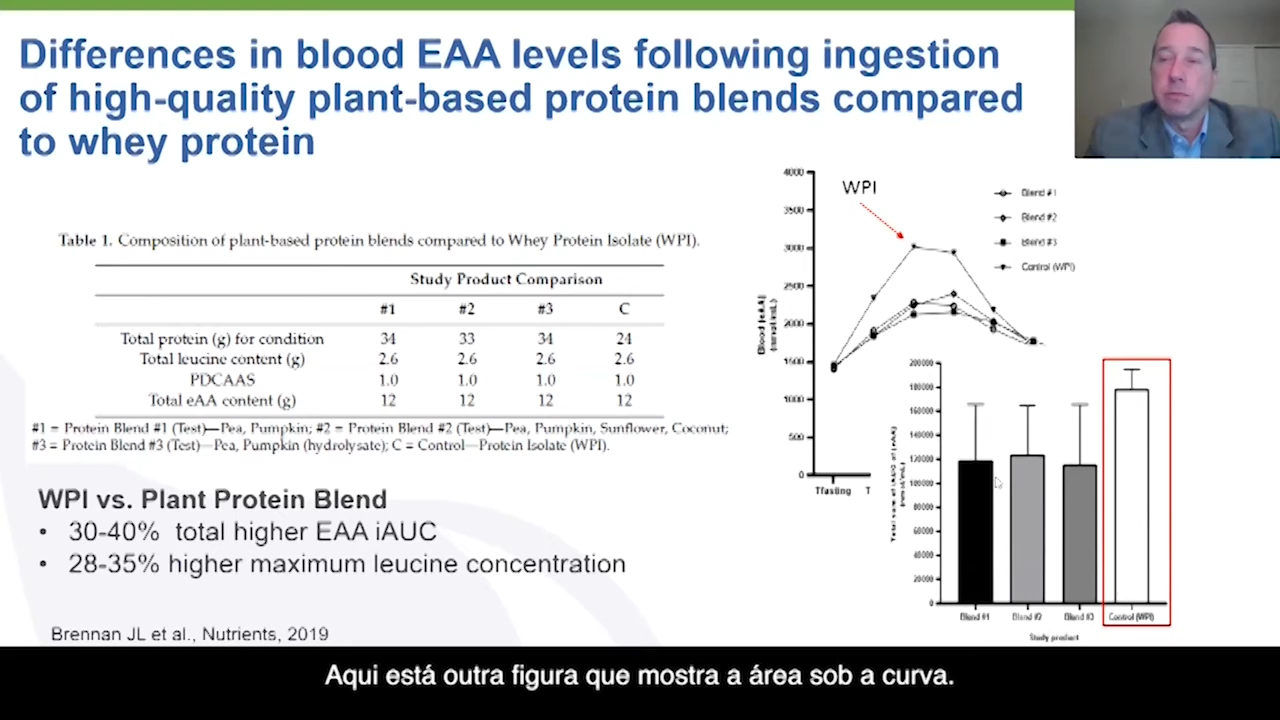 Differences in blood EAA levels following ingestion
of high-quality plant-based protein blends compared
to whey protein
Table 1. Composition of plant-based protein blends compared to Whey Protein Isolate (WPI).
Study Product Comparison
#1 #2 #3 C
Total protein (g) for condition 34 33 34 24
Total leucine content (g) 2.6 2.6 2.6 2.6
PDCAAS 1.0 1.0 1.0 1.0
Total eAA content (g) 12 12 12 12
#1 = Protein Blend #1 (Test)—Pea, Pumpkin; #2 = Protein Blend #2 (Test)—Pea, Pumpkin, Sunflower, Coconut;
#3 = Protein Blend #3 (Test)—Pea, Pumpkin (hydrolysate); C = Control—Protein Isolate (WPI).
WPI vs. Plant Protein Blend
• 30-40% total higher EAA iAUC
• 28-35% higher maximum leucine concentration
Brennan JL et al., Nutrients, 2019
WPI
Blend #1
Blend #2
Blend #3
Control (WPI)
4000
3500
3000
2500
2000
1500
1000
500
0
Blood [eAA]
Tfasting T
200000
180000
160000
140000
120000
100000
80000
60000
40000
20000
0
Blend #1 Blend #2 Blend #3 Control (WPI)
Study product
Aqui está outra figura que mostra a área sob a curva.